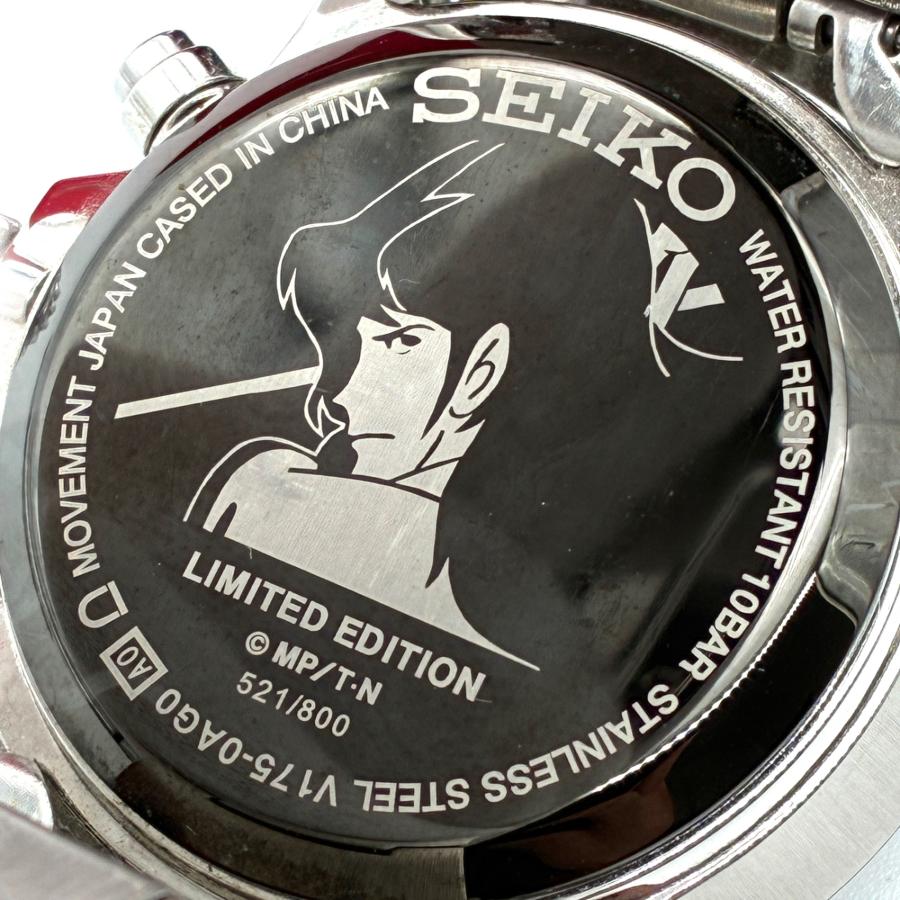 SEIKO
WATER RESISTANT 10BAR STAINLESS STEEL V175-0AG0 A0 MOVEMENT JAPAN CASED IN CHINA
LIMITED EDITION
© MP/T·N
521/800